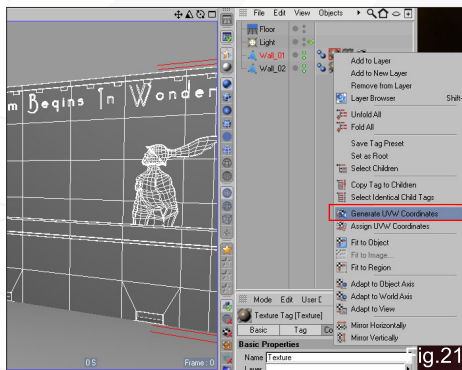 File Edit View Objects
Floor
Light
Wall_01
Wall_02
m Begins In Wonder
Add to Layer
Add to New Layer
Remove from Layer
Layer Browser Shift-
Unfold All
Fold All
Save Tag Preset
Set as Root
Select Children
Copy Tag to Children
Select Identical Child Tags
Generate UVW Coordinates
Assign UVW Coordinates
Fit to Object
Fit to Image...
Fit to Region
Adapt to Object Axis
Adapt to World Axis
Adapt to View
Mirror Horizontally
Mirror Vertically
Mode Edit User D
Texture Tag [Texture]
Basic Tag Co
Basic Properties
Name Texture
Layer
0 S Frame : 0
Fig.21